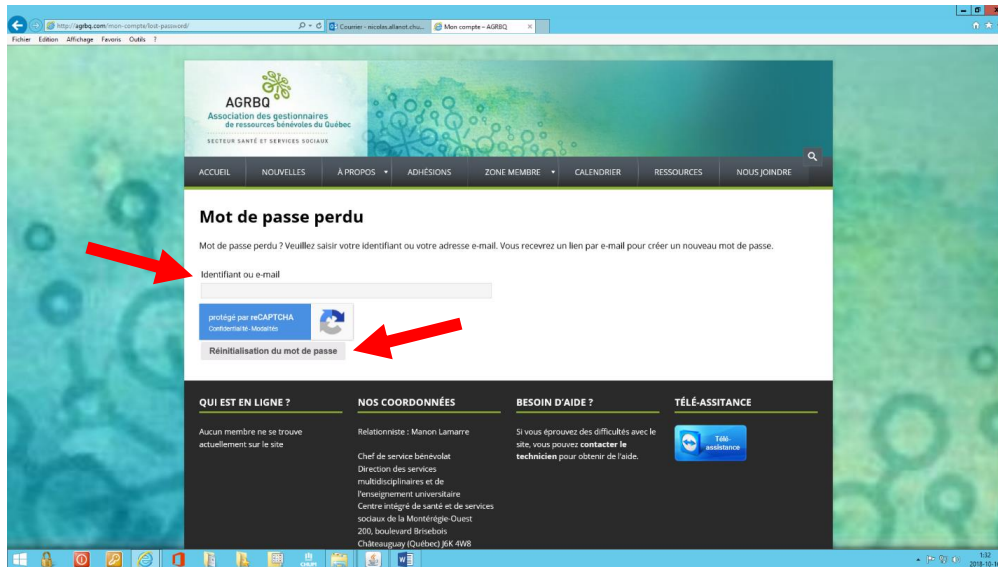 http://agrbq.com/mon-compte/lost-password/
Courrier - nicolas.allanot.chu...
Mon compte – AGRBQ
Fichier Edition Affichage Favoris Outils ?
AGRBQ
Association des gestionnaires
de ressources bénévoles du Québec
SECTEUR SANTÉ ET SERVICES SOCIAUX
ACCUEIL NOUVELLES À PROPOS ADHÉSIONS ZONE MEMBRE CALENDRIER RESSOURCES NOUS JOINDRE
Mot de passe perdu
Mot de passe perdu ? Veuillez saisir votre identifiant ou votre adresse e-mail. Vous recevrez un lien par e-mail pour créer un nouveau mot de passe.
Identifiant ou e-mail
protégé par reCAPTCHA
Confidentialité - Modalités
Réinitialisation du mot de passe
QUI EST EN LIGNE ?
Aucun membre ne se trouve
actuellement sur le site
NOS COORDONNÉES
Relationniste : Manon Lamarre
Chef de service bénévolat
Direction des services
multidisciplinaires et de
l'enseignement universitaire
Centre intégré de santé et de services
sociaux de la Montérégie-Ouest
200, boulevard Brisebois
Châteauguay (Québec) J6K 4W8
BESOIN D'AIDE ?
Si vous éprouvez des difficultés avec le
site, vous pouvez contacter le
technicien pour obtenir de l'aide.
TÉLÉ-ASSITANCE
Télé-
assistance
CHUM
1:32